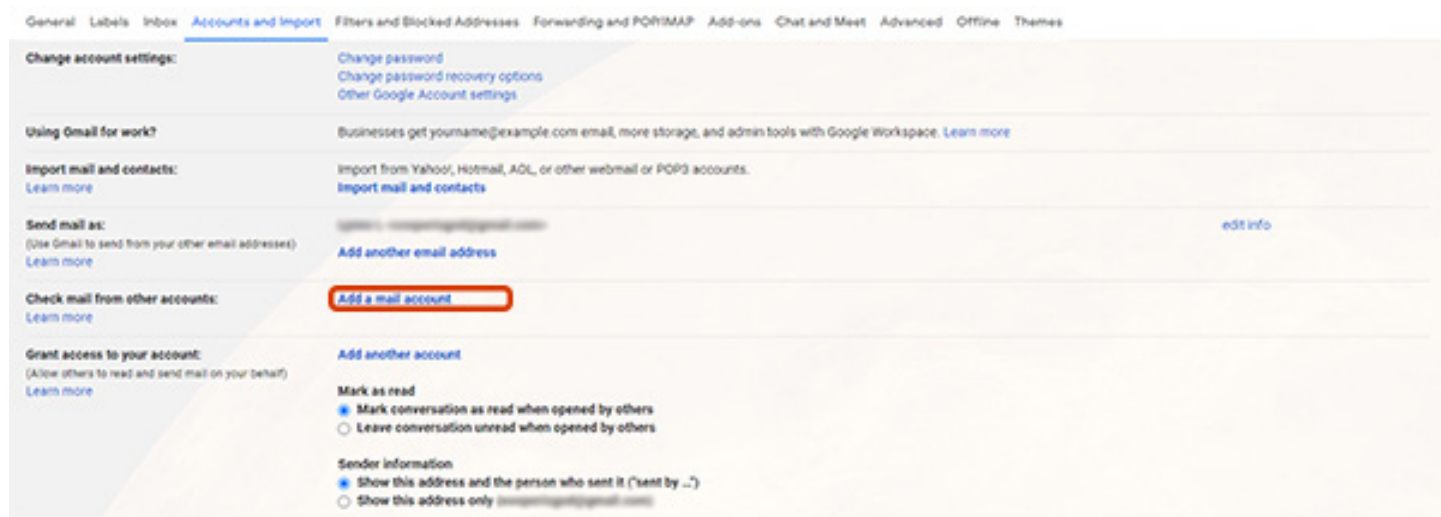 General Labels Inbox Accounts and Import Filters and Blocked Addresses Forwarding and POP/IMAP Add-ons Chat and Meet Advanced Offline Themes
Change account settings:
Change password
Change password recovery options
Other Google Account settings
Using Gmail for work?
Businesses get yourname@example.com email, more storage, and admin tools with Google Workspace. Learn more
Import mail and contacts:
Learn more
Import from Yahoo!, Hotmail, AOL, or other webmail or POP3 accounts.
Import mail and contacts
Send mail as:
(Use Gmail to send from your other email addresses)
Learn more
edit info
Add another email address
Check mail from other accounts:
Learn more
Add a mail account
Grant access to your account:
(Allow others to read and send mail on your behalf)
Learn more
Add another account
Mark as read
Mark conversation as read when opened by others
Leave conversation unread when opened by others
Sender information
Show this address and the person who sent it ("sent by ...")
Show this address only